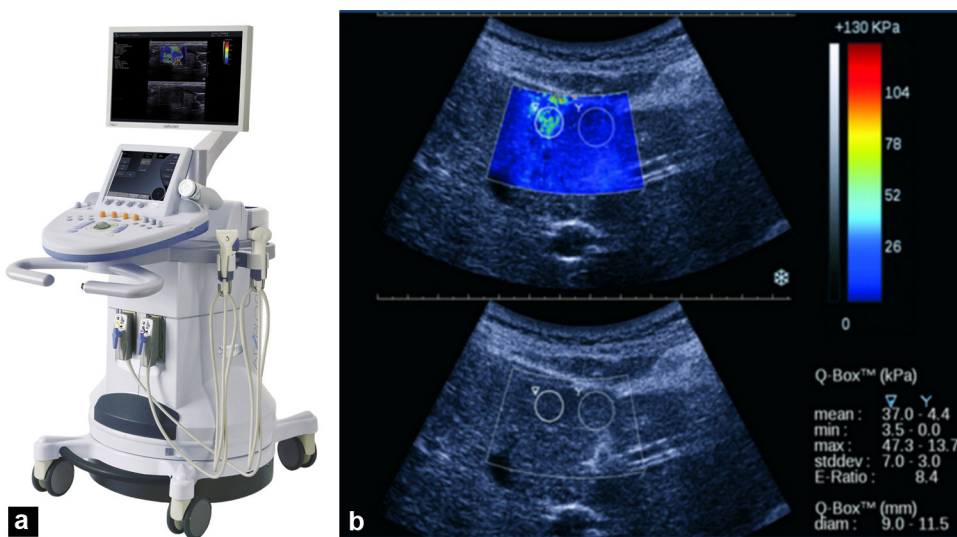 a
b
+130 KPa
104
78
52
26
0
Q-Box™ (kPa)
mean : 37.0 - 4.4
min : 3.5 - 0.0
max : 47.3 - 13.7
stddev : 7.0 - 3.0
E-Ratio : 8.4
Q-Box™ (mm)
diam : 9.0 - 11.5